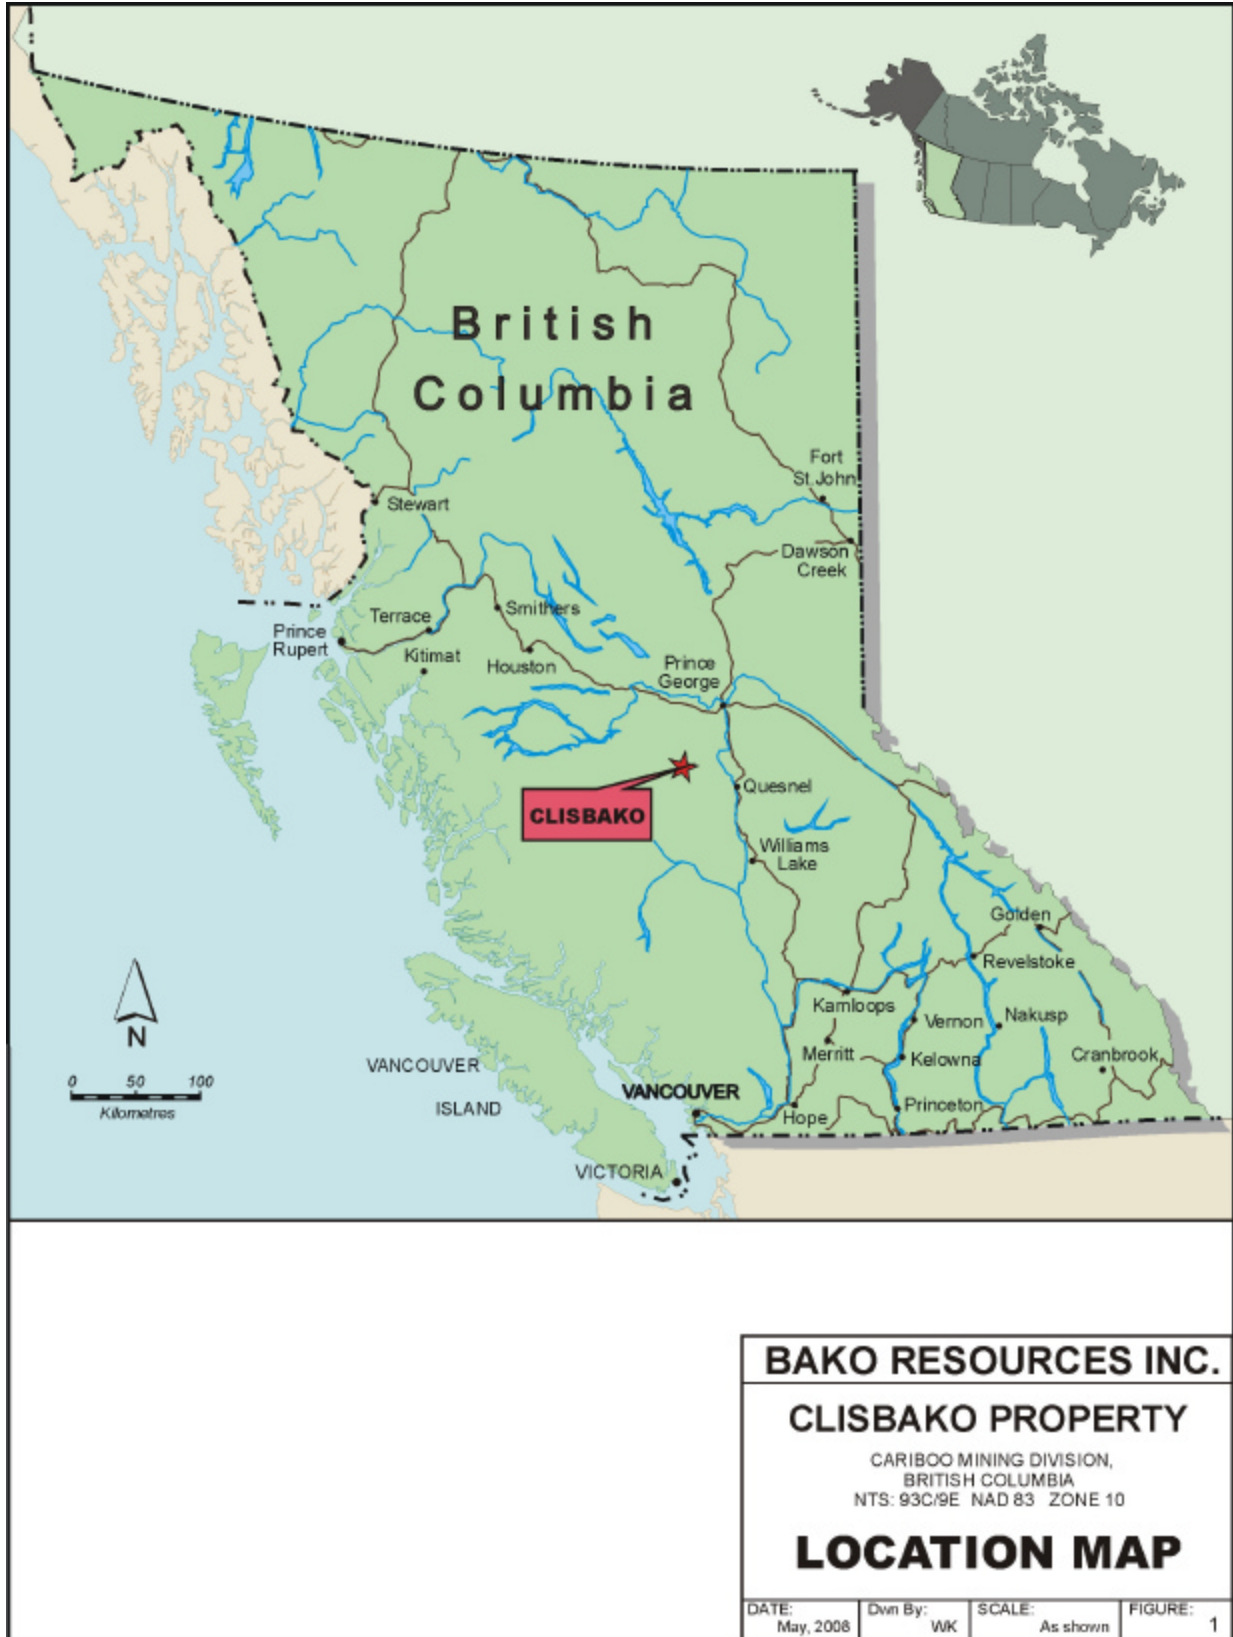 British
Columbia
Fort
St. John
Stewart
Dawson
Creek
Terrace
Smithers
Prince
Rupert
Kitimat
Houston
Prince
George
Quesnel
CLISBAKO
Williams
Lake
Golden
Revelstoke
Kamloops
Vernon
Nakusp
Merritt
Kelowna
Cranbrook
N
0 50 100
Kilometres
VANCOUVER
ISLAND
VANCOUVER
Hope
Princeton
VICTORIA
BAKO RESOURCES INC.
CLISBAKO PROPERTY
CARIBOO MINING DIVISION,
BRITISH COLUMBIA
NTS: 93C/9E NAD 83 ZONE 10
LOCATION MAP
DATE: Dwn By: SCALE: FIGURE:
May, 2008 WK As shown 1